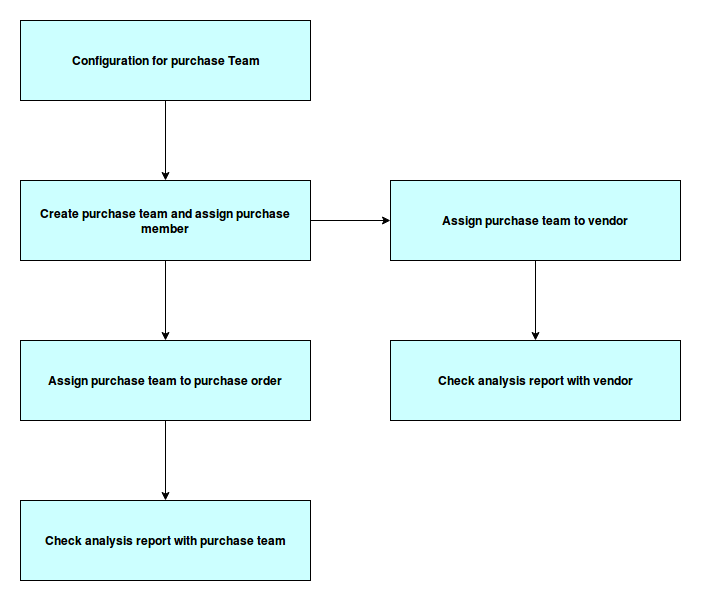 Configuration for purchase Team
Create purchase team and assign purchase
member
Assign purchase team to vendor
Assign purchase team to purchase order
Check analysis report with vendor
Check analysis report with purchase team